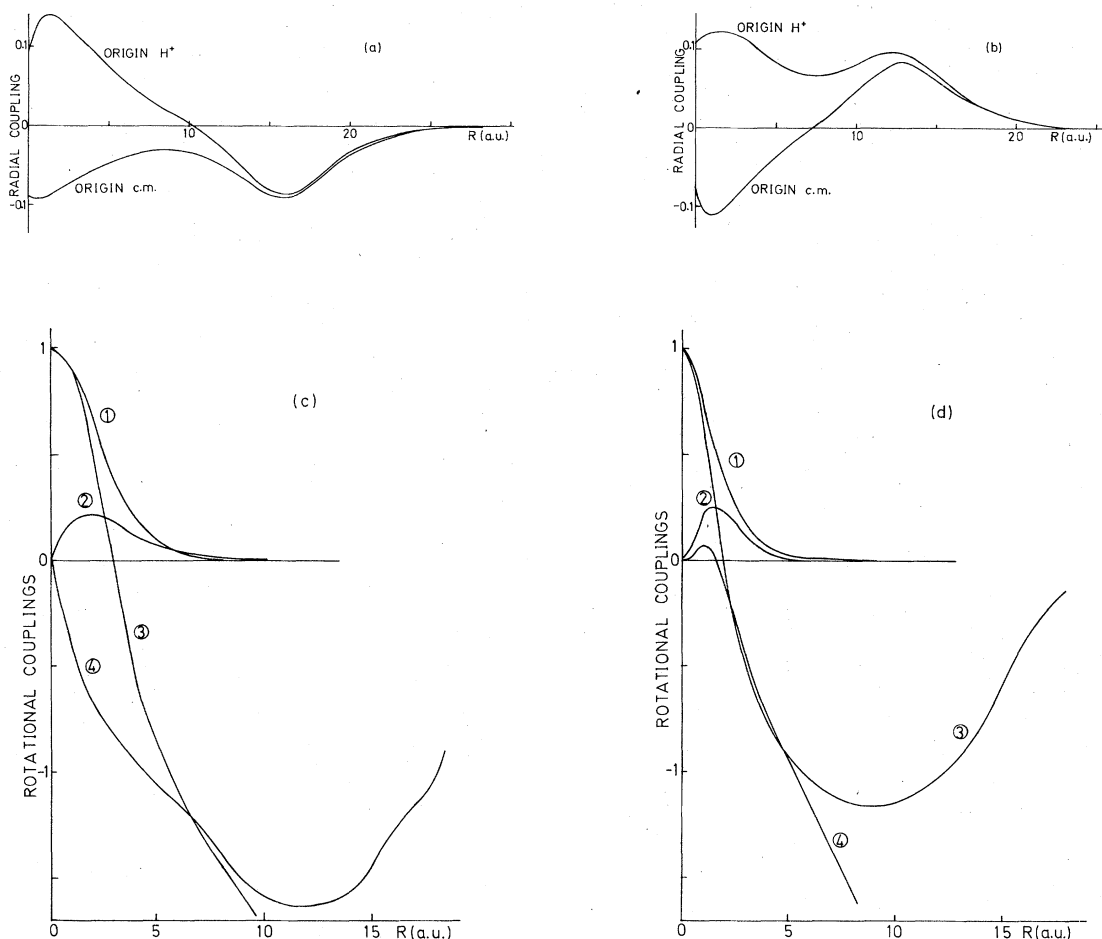 (a)
RADIAL COUPLING
0.1
0
-0.1
ORIGIN H⁺
ORIGIN c.m.
10
20
R(a.u.)
(b)
RADIAL COUPLING
0.1
0
-0.1
ORIGIN H⁺
ORIGIN c.m.
10
20
R(a.u.)
(c)
ROTATIONAL COUPLINGS
1
0
-1
①
②
③
④
0
5
10
15
R(a.u.)
(d)
ROTATIONAL COUPLINGS
1
0
-1
①
②
③
④
0
5
10
15
R(a.u.)